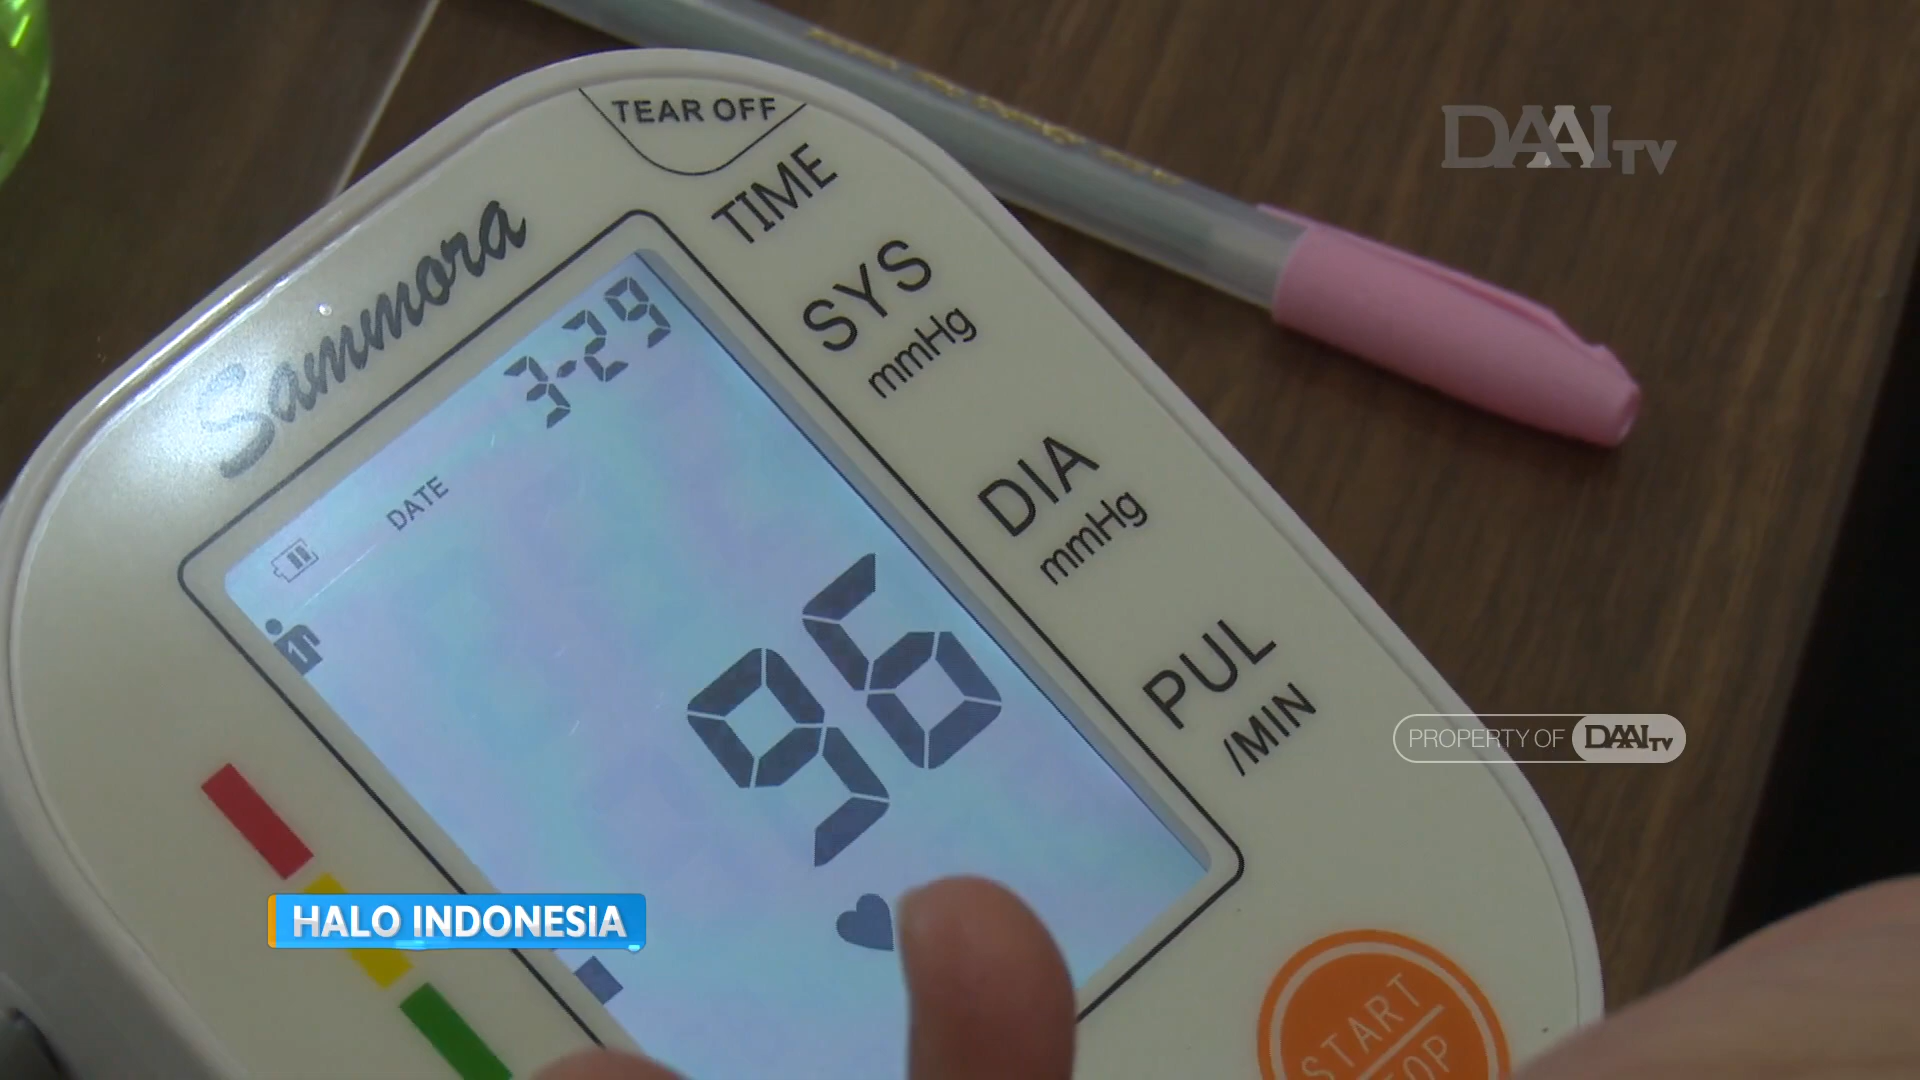 TEAR OFF
DAAI TV
TIME
Sammora
SYS
mmHg
3-29
DATE
DIA
mmHg
1
96
PUL
/MIN
PROPERTY OF DAAI TV
HALO INDONESIA
START